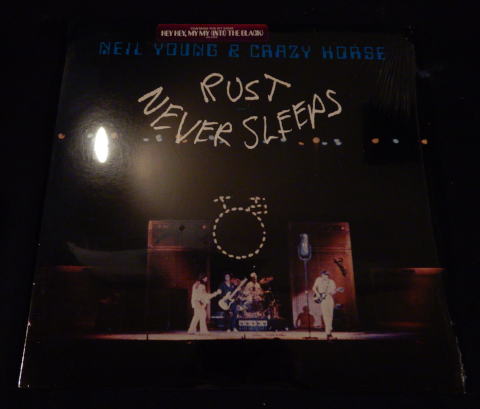 HEY HEY, MY MY (INTO THE BLACK)
NEIL YOUNG & CRAZY HORSE
RUST
NEVER SLEEPS